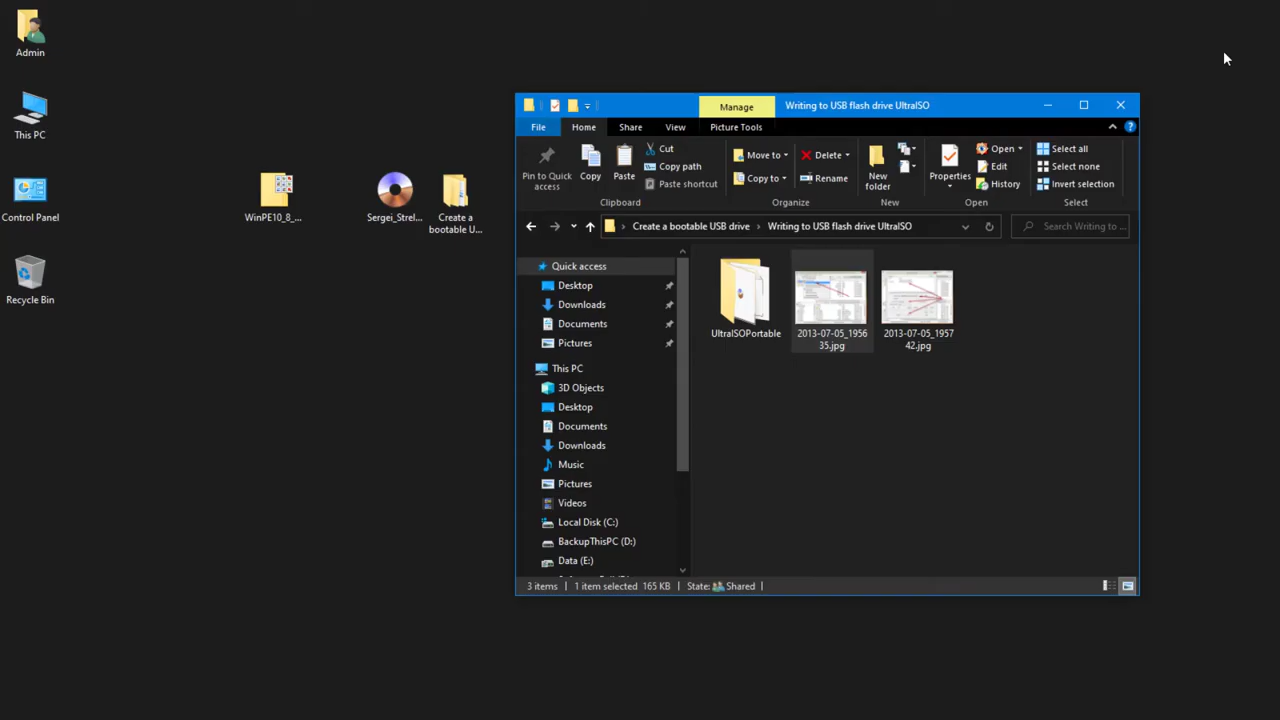 Admin
This PC
Control Panel
Recycle Bin
WinPE10_8_...
Sergei_Strel...
Create a
bootable U...
Manage
Writing to USB flash drive UltraISO
File
Home
Share
View
Picture Tools
Pin to Quick
access
Copy
Paste
Cut
Copy path
Paste shortcut
Clipboard
Move to
Copy to
Delete
Rename
Organize
New
folder
New
Properties
Open
Edit
History
Open
Select all
Select none
Invert selection
Select
Create a bootable USB drive
Writing to USB flash drive UltraISO
Search Writing to ...
Quick access
Desktop
Downloads
Documents
Pictures
This PC
3D Objects
Desktop
Documents
Downloads
Music
Pictures
Videos
Local Disk (C:)
BackupThisPC (D:)
Data (E:)
UltraISOPortable
2013-07-05_1956
35.jpg
2013-07-05_1957
42.jpg
3 items
1 item selected 165 KB
State:
Shared